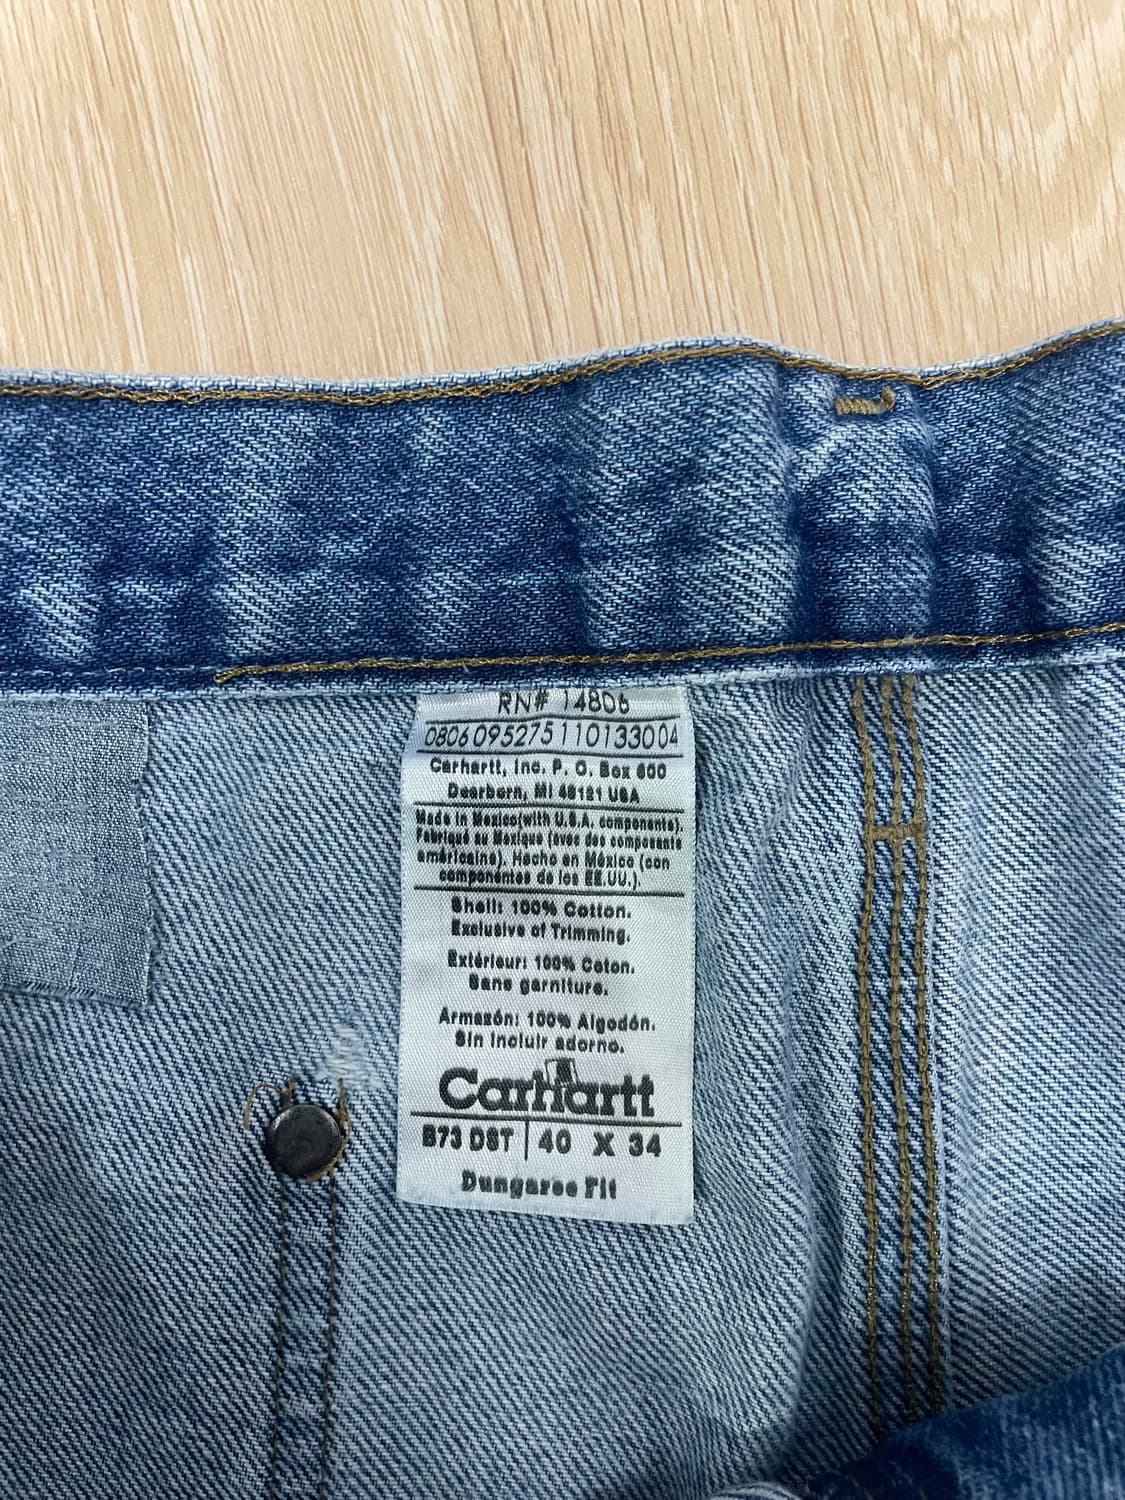 RN# 14806
0806095275110133004
Carhartt, Inc. P. O. Box 600
Dearborn, MI 48121 USA
Made in Mexico(with U.S.A. components).
Fabriqué au Mexique (avec des composants
américains). Hecho en México (con
componentes de los EE.UU.).
Shell: 100% Cotton.
Exclusive of Trimming.
Extérieur: 100% Coton.
Sans garniture.
Armazón: 100% Algodón.
Sin incluir adorno.
Carhartt
B73 DST 40 X 34
Dungaree Fit